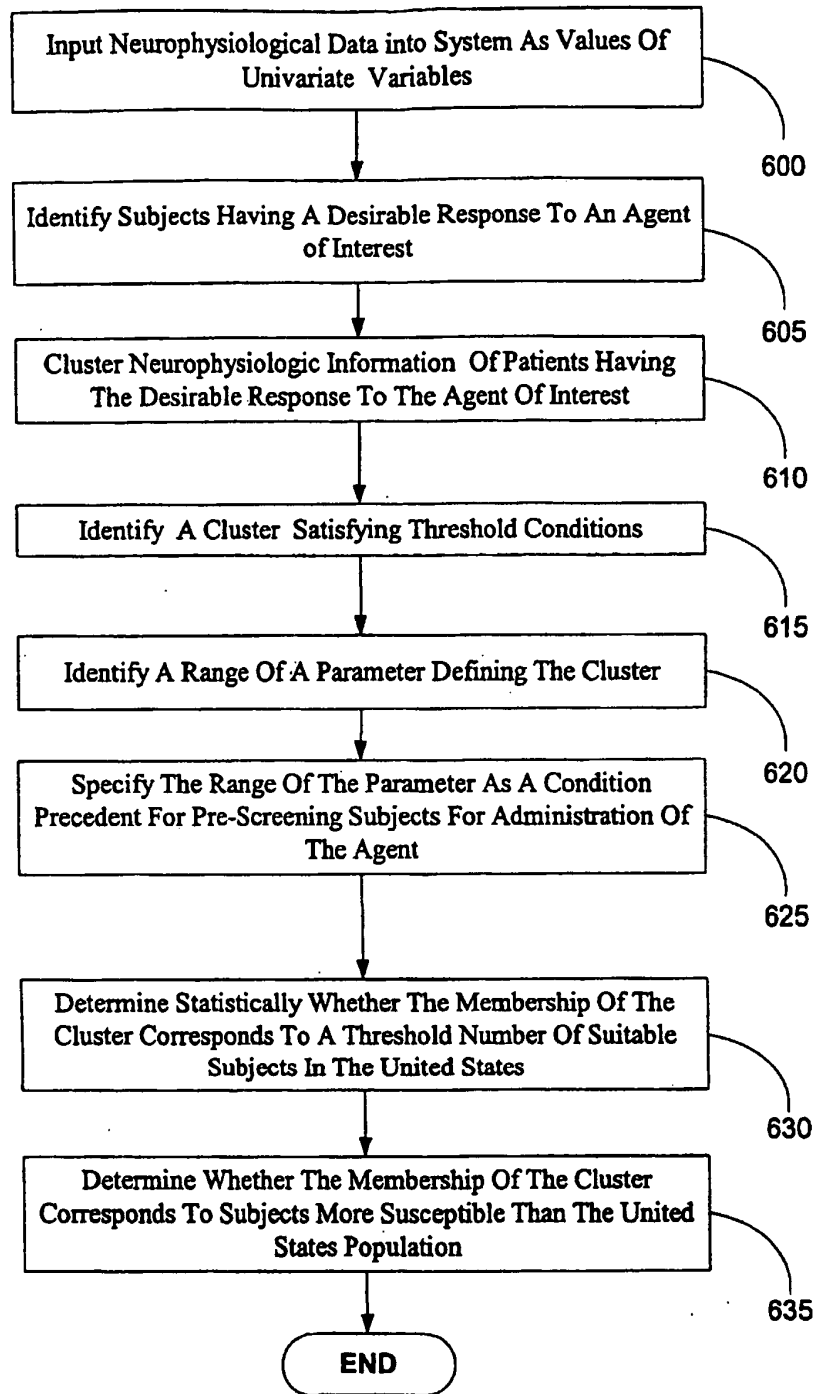 Input Neurophysiological Data into System As Values Of
Univariate Variables
600
Identify Subjects Having A Desirable Response To An Agent
of Interest
605
Cluster Neurophysiologic Information Of Patients Having
The Desirable Response To The Agent Of Interest
610
Identify A Cluster Satisfying Threshold Conditions
615
Identify A Range Of A Parameter Defining The Cluster
620
Specify The Range Of The Parameter As A Condition
Precedent For Pre-Screening Subjects For Administration Of
The Agent
625
Determine Statistically Whether The Membership Of The
Cluster Corresponds To A Threshold Number Of Suitable
Subjects In The United States
630
Determine Whether The Membership Of The Cluster
Corresponds To Subjects More Susceptible Than The United
States Population
635
END